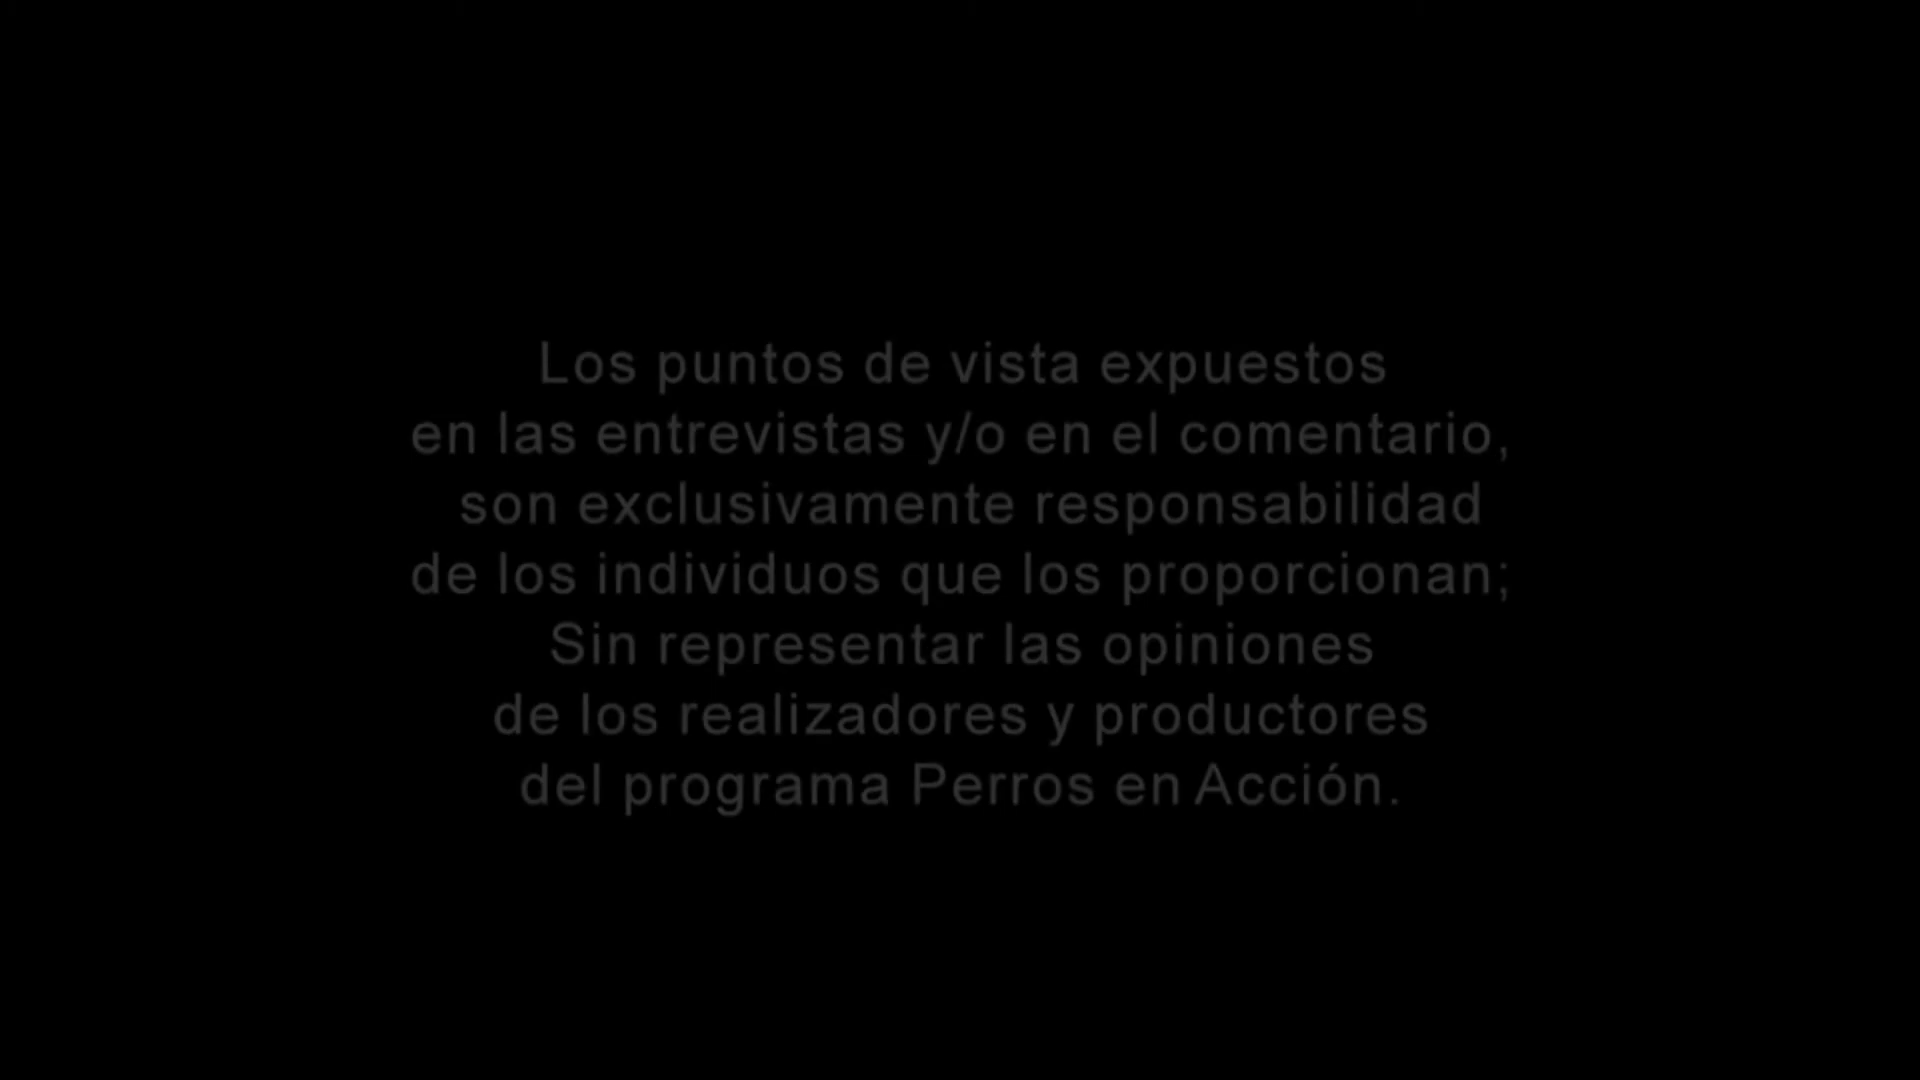 Los puntos de vista expuestos
en las entrevistas y/o en el comentario,
son exclusivamente responsabilidad
de los individuos que los proporcionan;
Sin representar las opiniones
de los realizadores y productores
del programa Perros en Acción.